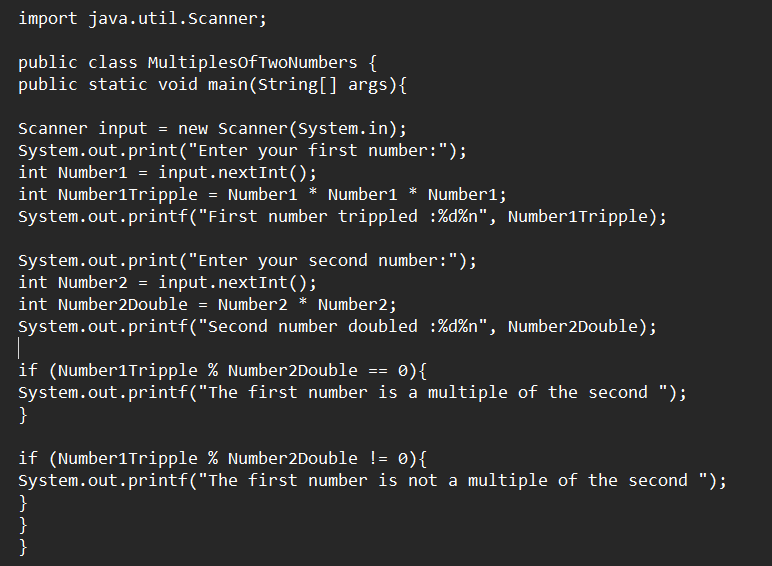 import java.util.Scanner;
public class MultiplesOfTwoNumbers {
public static void main(String[] args){
Scanner input = new Scanner(System.in);
System.out.print("Enter your first number:");
int Number1 = input.nextInt();
int Number1Tripple = Number1 * Number1 * Number1;
System.out.printf("First number trippled :%d%n", Number1Tripple);
System.out.print("Enter your second number:");
int Number2 = input.nextInt();
int Number2Double = Number2 * Number2;
System.out.printf("Second number doubled :%d%n", Number2Double);
if (Number1Tripple % Number2Double == 0){
System.out.printf("The first number is a multiple of the second ");
}
if (Number1Tripple % Number2Double != 0){
System.out.printf("The first number is not a multiple of the second ");
}
}
}